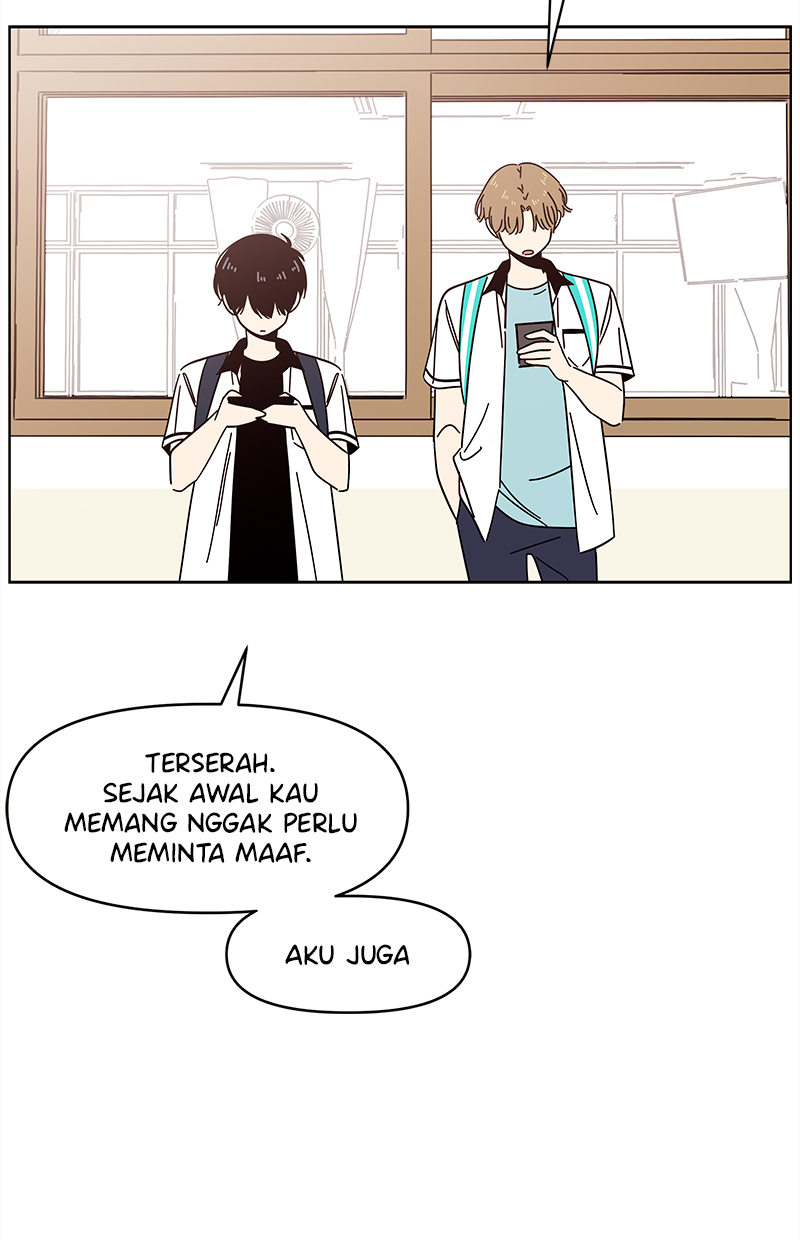 TERSERAH.
SEJAK AWAL KAU
MEMANG NGGAK PERLU
MEMINTA MAAF.
AKU JUGA